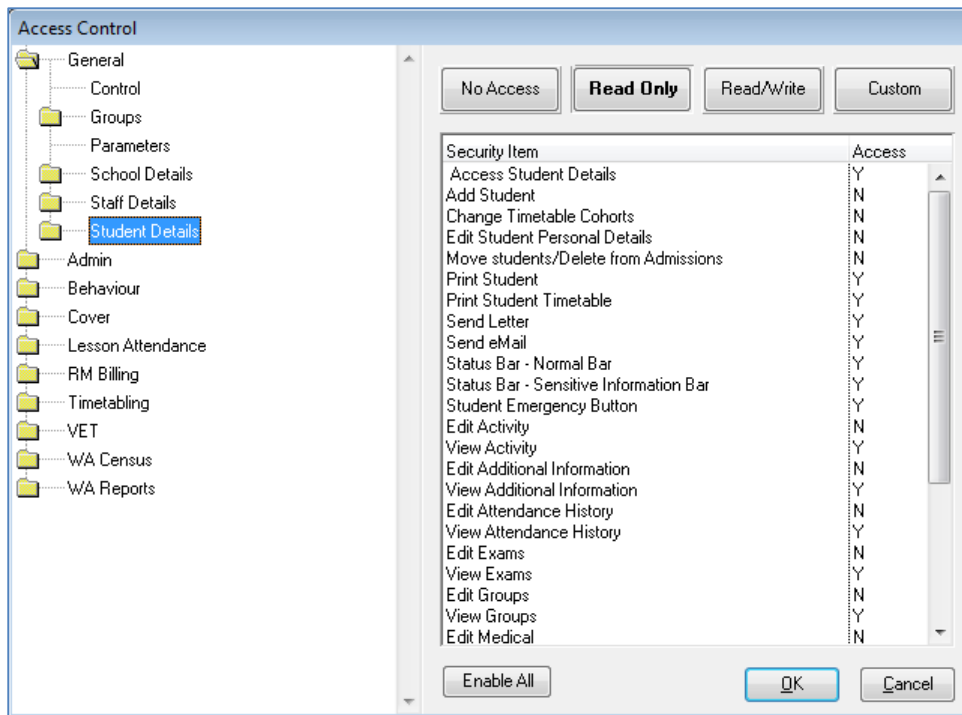 Access Control
General
Control
Groups
Parameters
School Details
Staff Details
Student Details
Admin
Behaviour
Cover
Lesson Attendance
RM Billing
Timetabling
VET
WA Census
WA Reports
No Access Read Only Read/Write Custom
Security Item Access
Access Student Details Y
Add Student N
Change Timetable Cohorts N
Edit Student Personal Details N
Move students/Delete from Admissions N
Print Student Y
Print Student Timetable Y
Send Letter Y
Send eMail Y
Status Bar - Normal Bar Y
Status Bar - Sensitive Information Bar Y
Student Emergency Button Y
Edit Activity N
View Activity Y
Edit Additional Information N
View Additional Information Y
Edit Attendance History N
View Attendance History Y
Edit Exams N
View Exams Y
Edit Groups N
View Groups Y
Edit Medical N
Enable All OK Cancel